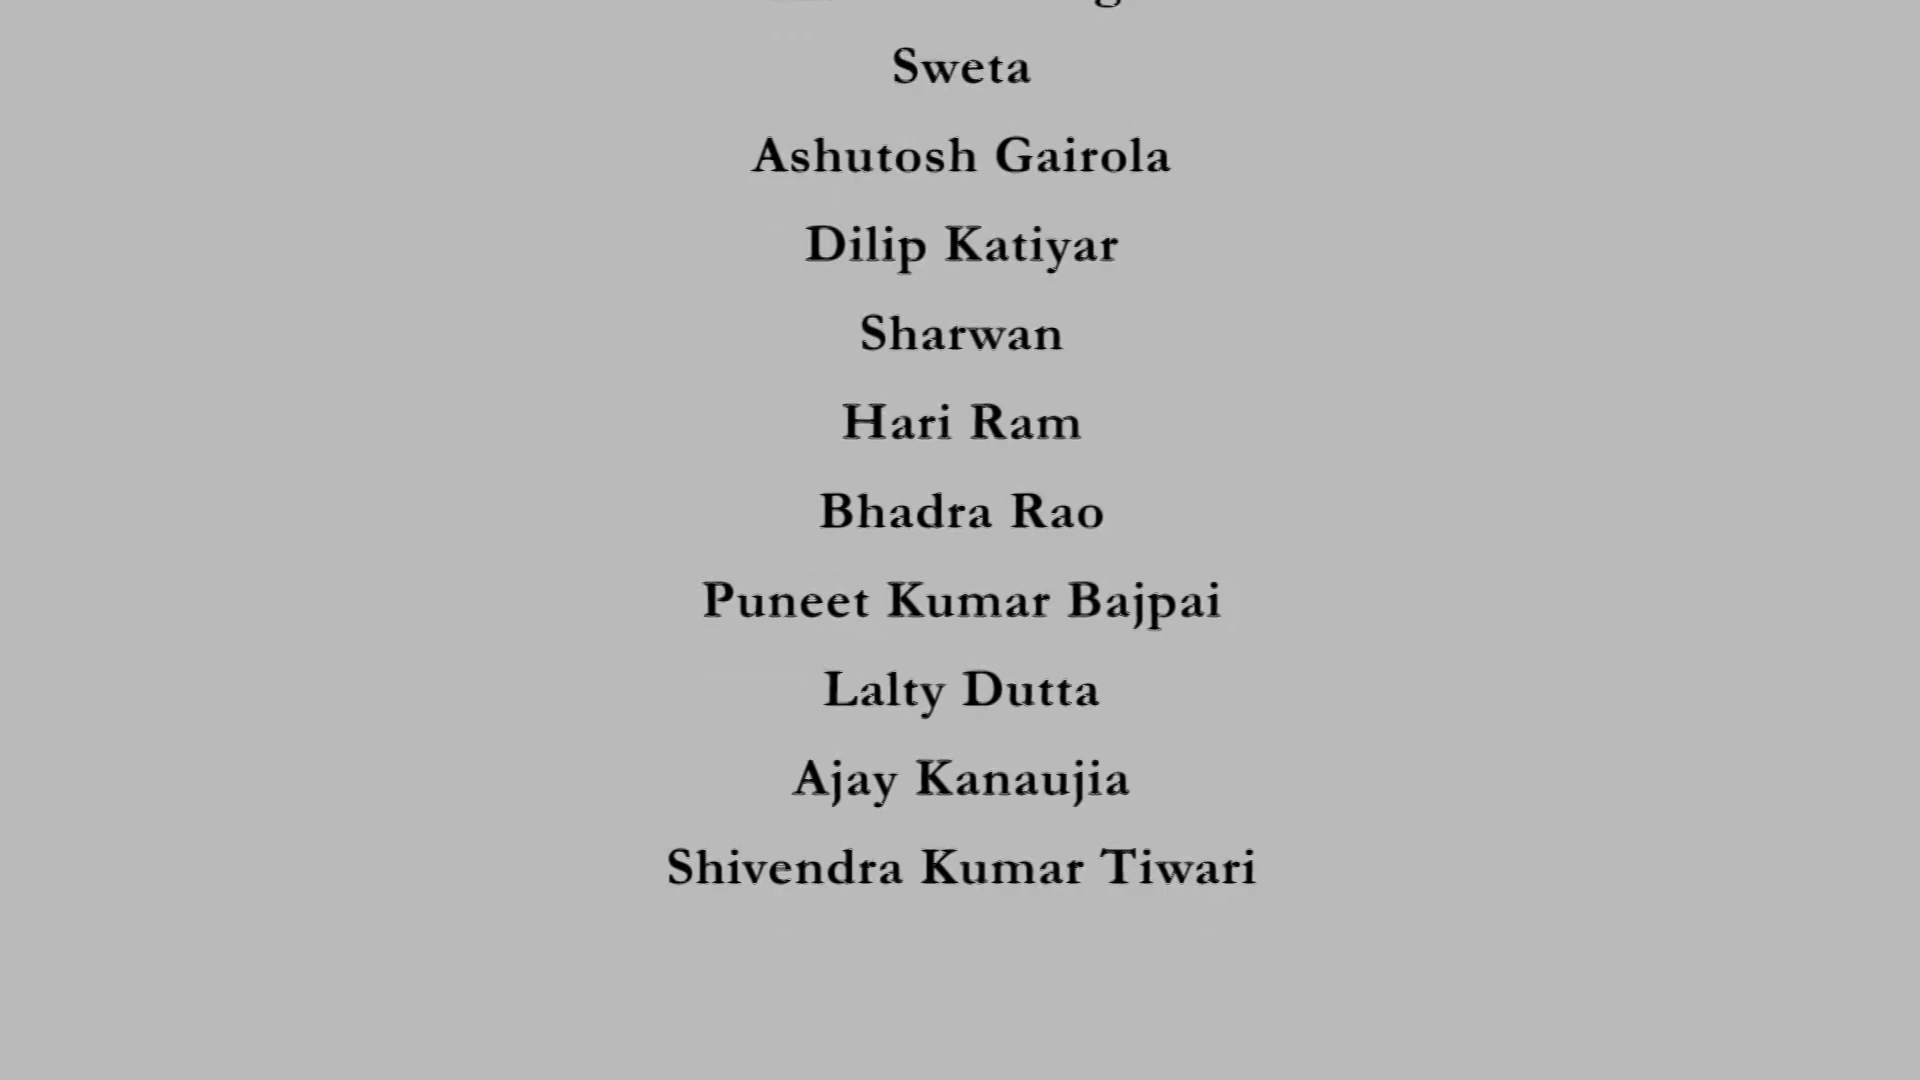 Sweta
Ashutosh Gairola
Dilip Katiyar
Sharwan
Hari Ram
Bhadra Rao
Puneet Kumar Bajpai
Lalty Dutta
Ajay Kanaujia
Shivendra Kumar Tiwari